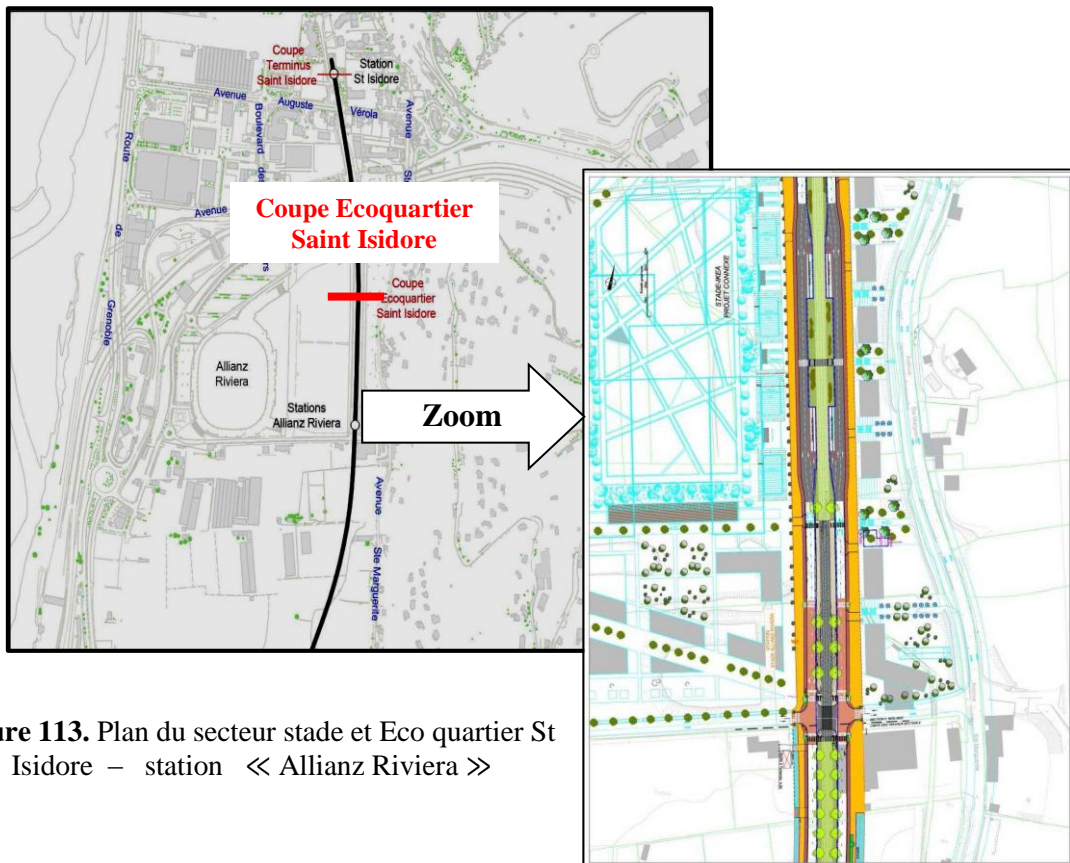 Coupe
Terminus
Saint Isidore
Station
St Isidore
Avenue
Auguste
Vérola
Avenue
Route
de
Grenoble
Boulevard
Avenue
Coupe Ecoquartier
Saint Isidore
Coupe
Ecoquartier
Saint Isidore
Allianz
Riviera
Stations
Allianz Riviera
Avenue
Ste Marguerite
Zoom
STADE-IKEA
PROJET CONNEXE
ure 113. Plan du secteur stade et Eco quartier St
Isidore – station ≪ Allianz Riviera ≫